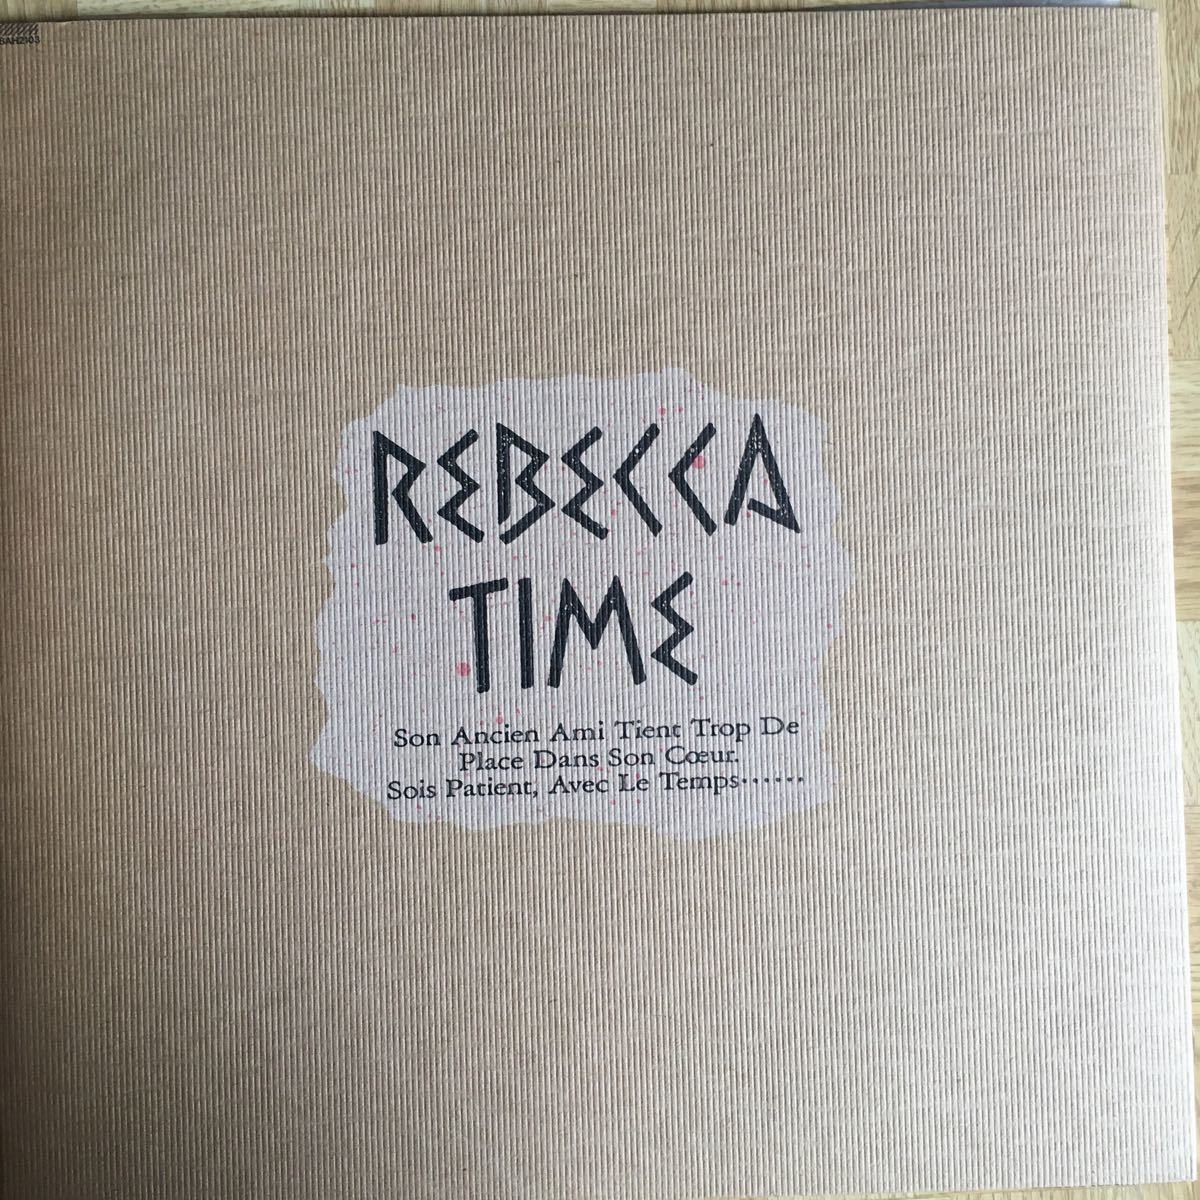 REBECCA
TIME
Son Ancien Ami Tient Trop De
Place Dans Son Cœur.
Sois Patient, Avec Le Temps······